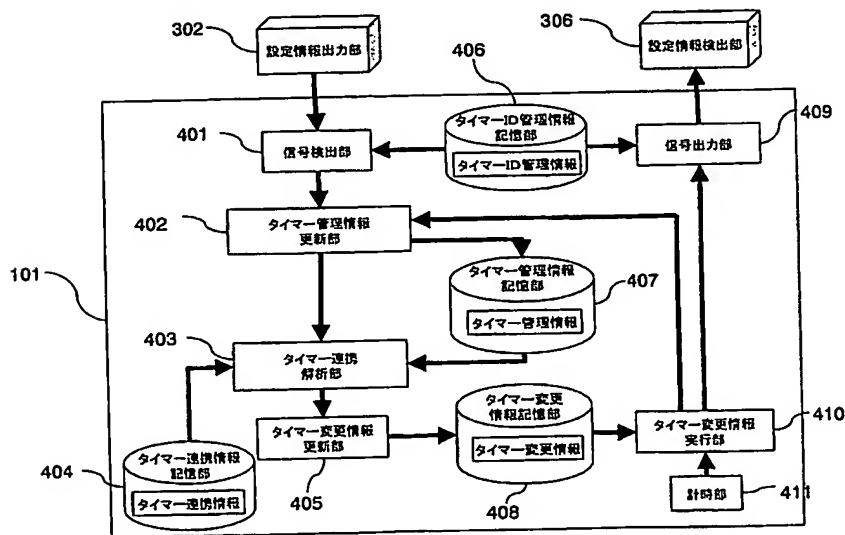 302
設定情報出力部
306
設定情報検出部
406
タイマーID管理情報
記憶部
タイマーID管理情報
401
信号検出部
409
信号出力部
402
タイマー管理情報
更新部
タイマー管理情報
記憶部
タイマー管理情報
407
101
403
タイマー連携
解析部
タイマー変更
情報記憶部
タイマー変更情報
408
タイマー変更情報
実行部
410
タイマー変更情報
更新部
405
404
タイマー連携情報
記憶部
タイマー連携情報
計時部
411